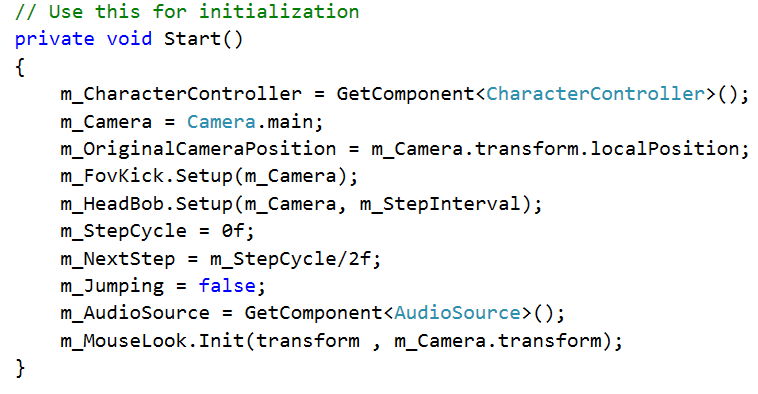 // Use this for initialization
private void Start()
{
    m_CharacterController = GetComponent<CharacterController>();
    m_Camera = Camera.main;
    m_OriginalCameraPosition = m_Camera.transform.localPosition;
    m_FovKick.Setup(m_Camera);
    m_HeadBob.Setup(m_Camera, m_StepInterval);
    m_StepCycle = 0f;
    m_NextStep = m_StepCycle/2f;
    m_Jumping = false;
    m_AudioSource = GetComponent<AudioSource>();
    m_MouseLook.Init(transform , m_Camera.transform);
}